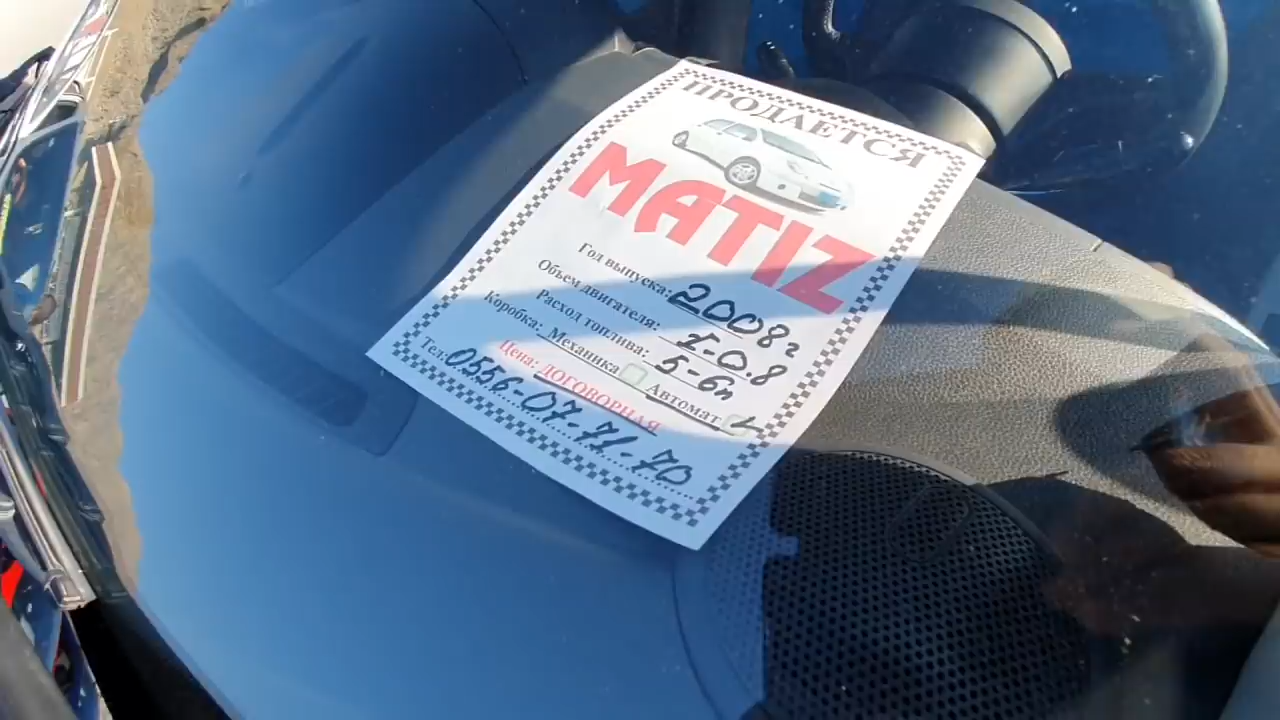 ПРОДАЕТСЯ
MATIZ
Год выпуска: 2008г
Объем двигателя: I-0.8
Расход топлива: 5-6л
Коробка: Механика Автомат
Цена: ДОГОВОРНАЯ
Тел: 0556-07-71-70